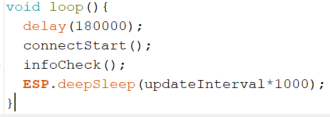 void loop(){
delay(180000);
connectStart();
infoCheck();
ESP.deepSleep(updateInterval*1000);
}